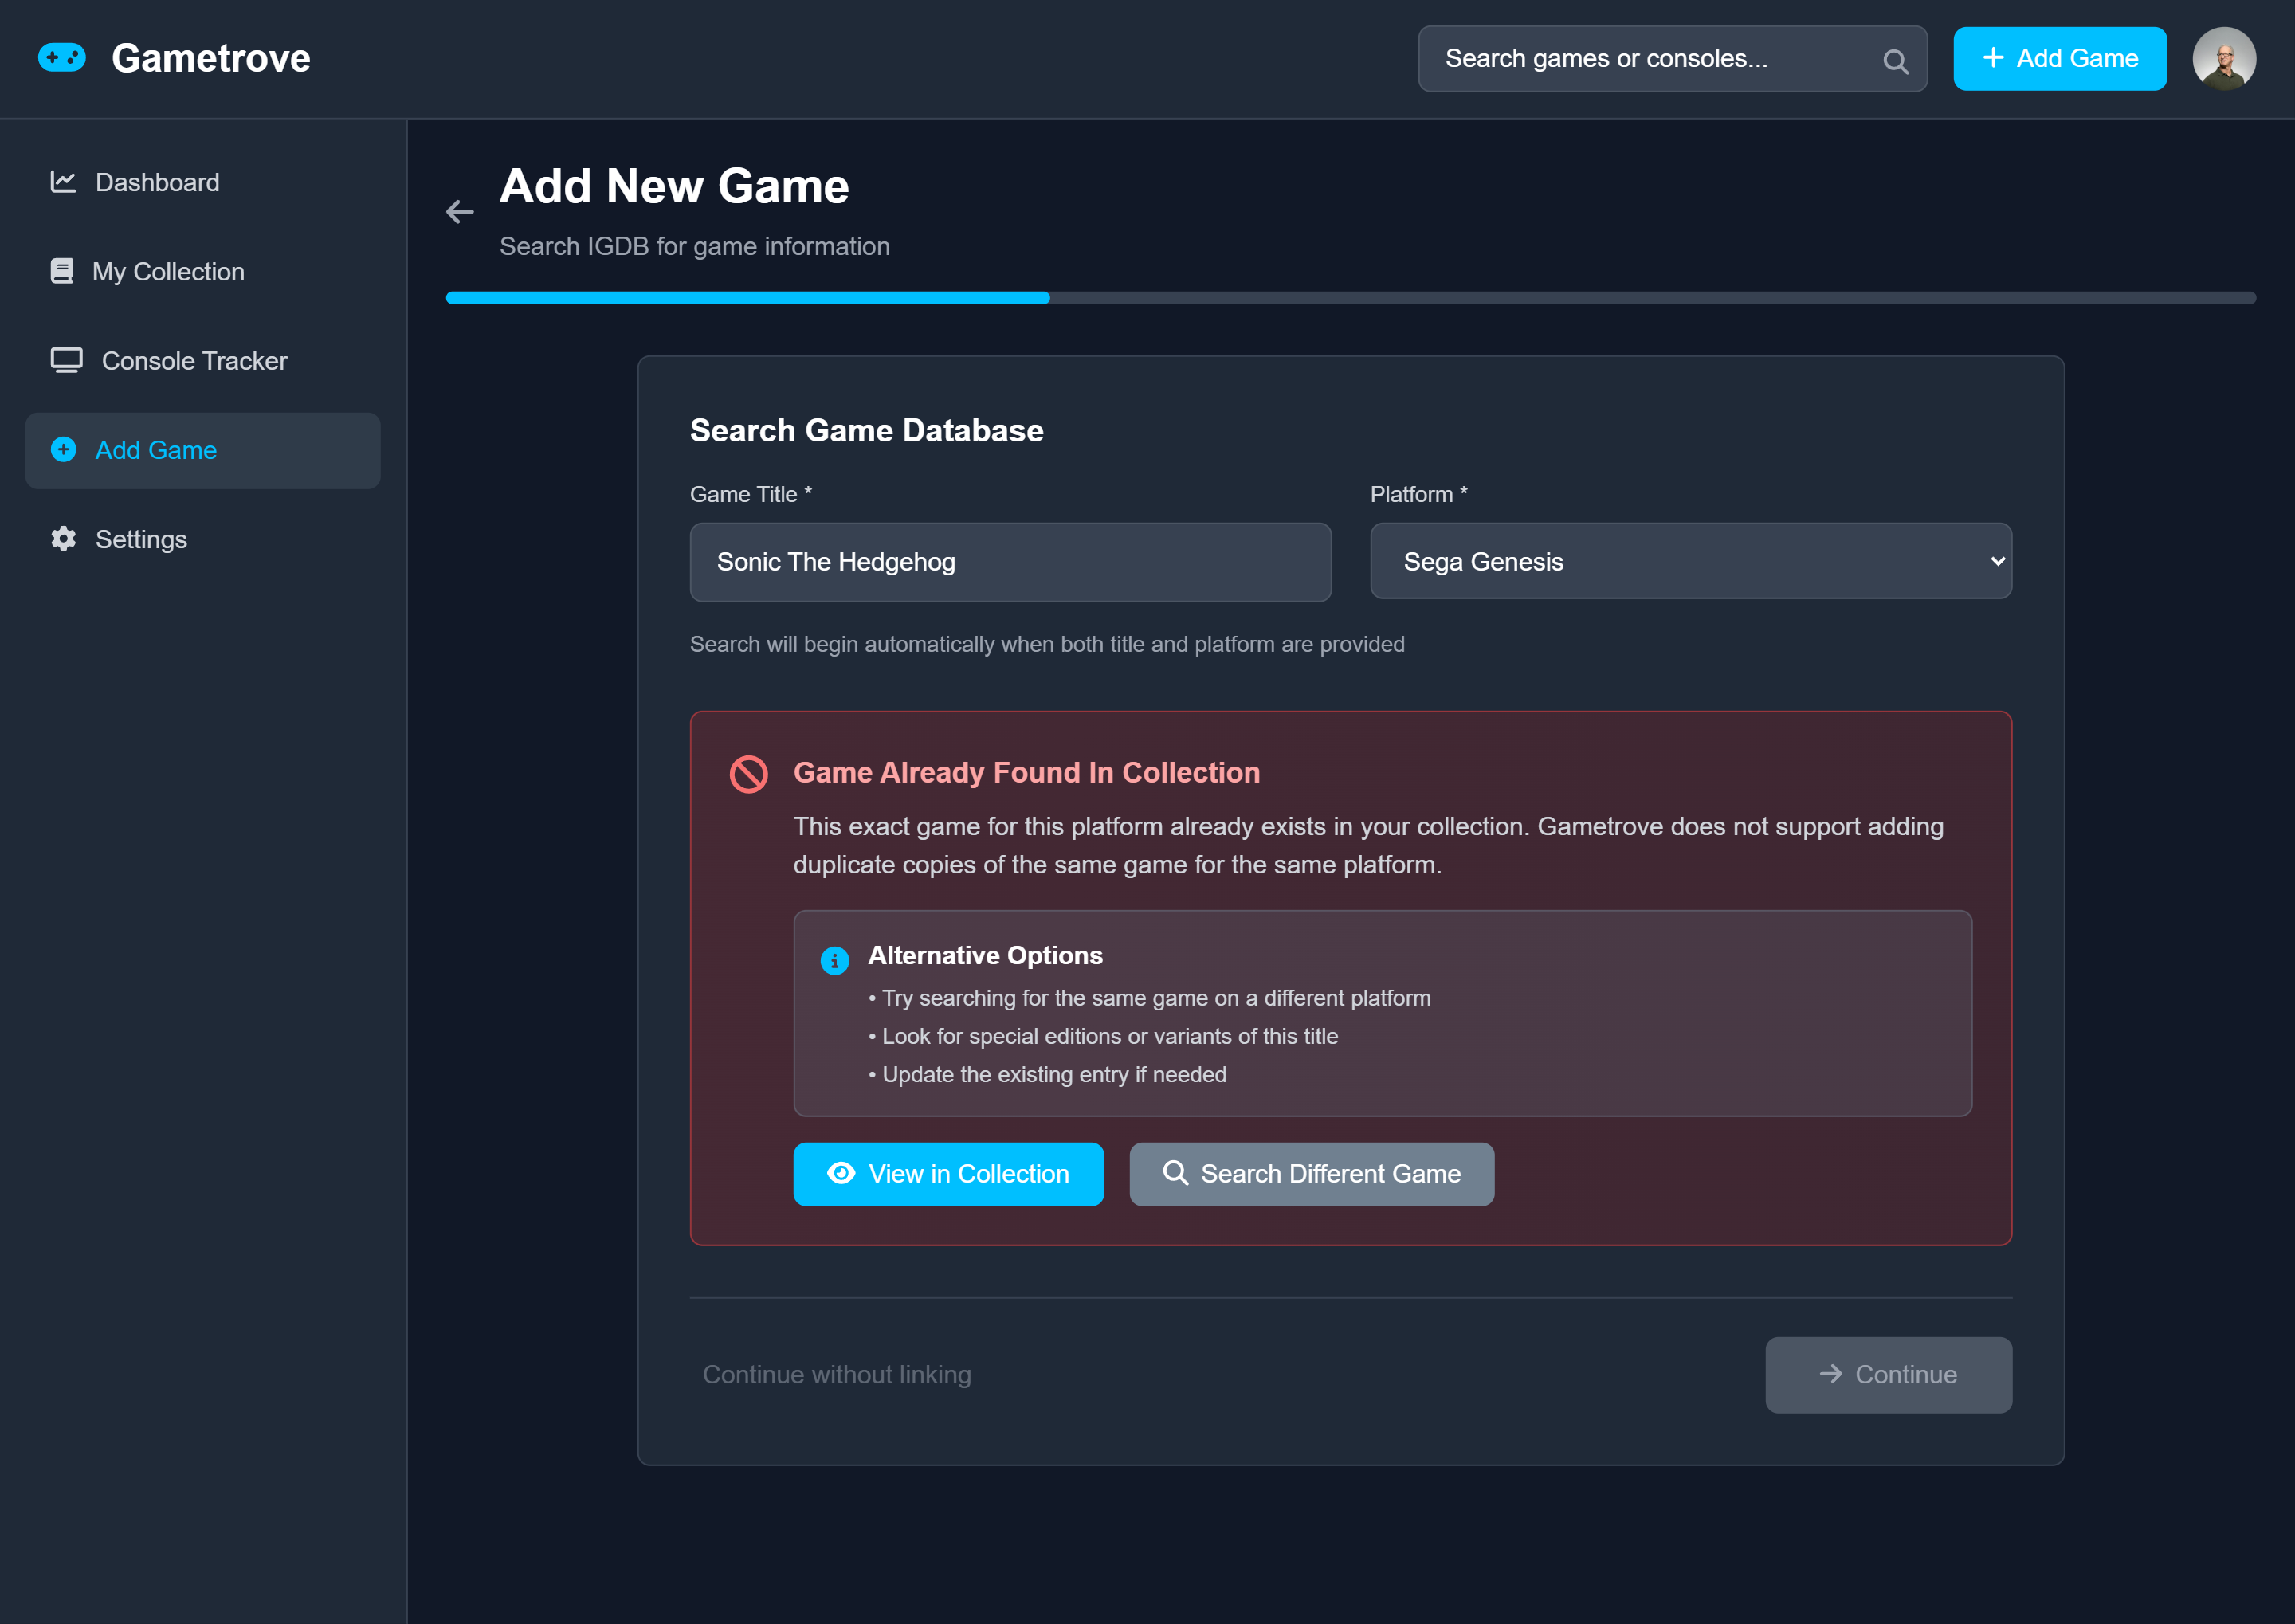 Gametrove
Search games or consoles...
+ Add Game
Dashboard
My Collection
Console Tracker
Add Game
Settings
Add New Game
Search IGDB for game information
Search Game Database
Game Title *
Platform *
Sonic The Hedgehog
Sega Genesis
Search will begin automatically when both title and platform are provided
Game Already Found In Collection
This exact game for this platform already exists in your collection. Gametrove does not support adding
duplicate copies of the same game for the same platform.
Alternative Options
• Try searching for the same game on a different platform
• Look for special editions or variants of this title
• Update the existing entry if needed
View in Collection
Search Different Game
Continue without linking
Continue